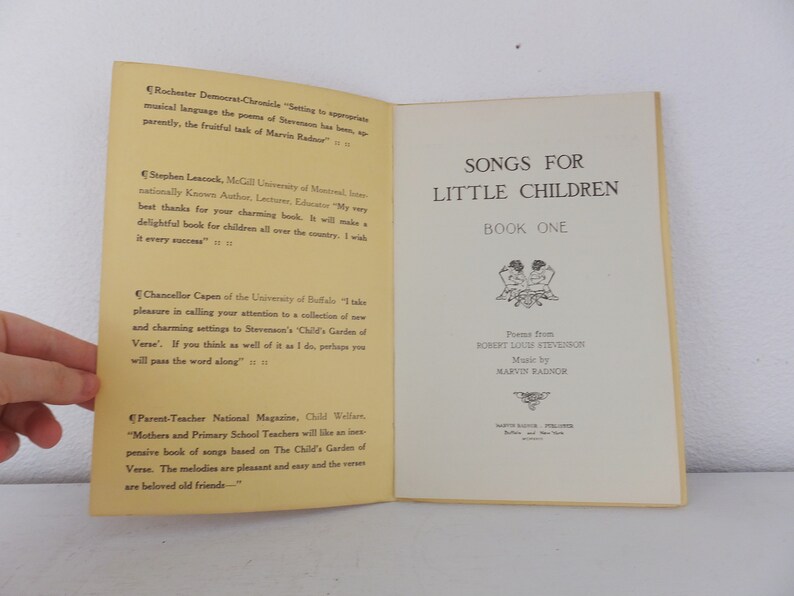 ¶Rochester Democrat-Chronicle "Setting to appropriate
musical language the poems of Stevenson has been, ap-
parently, the fruitful task of Marvin Radnor" :: ::
¶Stephen Leacock, McGill University of Montreal, Inter-
nationally Known Author, Lecturer, Educator "My very
best thanks for your charming book. It will make a
delightful book for children all over the country. I wish
it every success" :: ::
¶Chancellor Capen of the University of Buffalo "I take
pleasure in calling your attention to a collection of new
and charming settings to Stevenson's 'Child's Garden of
Verse'. If you think as well of it as I do, perhaps you
will pass the word along" :: ::
¶Parent-Teacher National Magazine, Child Welfare,
"Mothers and Primary School Teachers will like an inex-
pensive book of songs based on The Child's Garden of
Verse. The melodies are pleasant and easy and the verses
are beloved old friends—"
SONGS FOR
LITTLE CHILDREN
BOOK ONE
Poems from
ROBERT LOUIS STEVENSON
Music by
MARVIN RADNOR
MARVIN RADNOR : PUBLISHER
Buffalo and New York